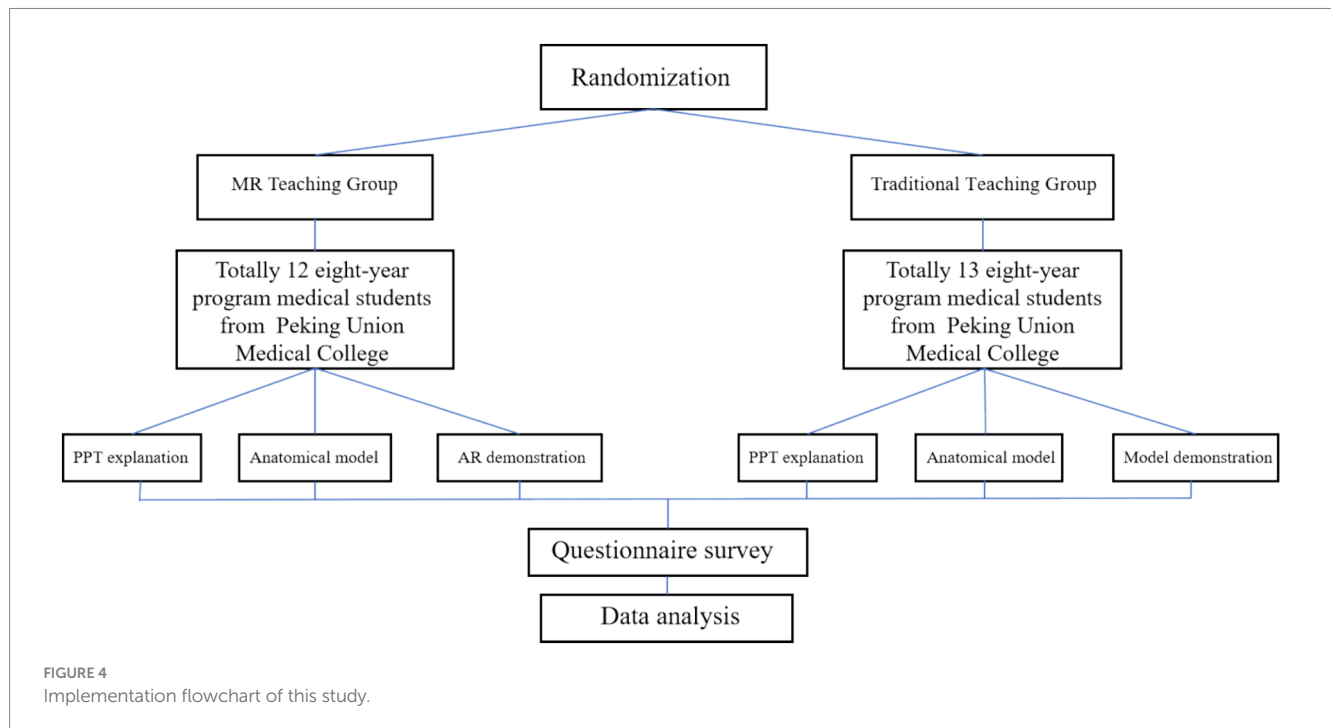 Randomization
MR Teaching Group
Traditional Teaching Group
Totally 12 eight-year
program medical students
from Peking Union
Medical College
Totally 13 eight-year
program medical students
from Peking Union
Medical College
PPT explanation
Anatomical model
AR demonstration
PPT explanation
Anatomical model
Model demonstration
Questionnaire survey
Data analysis
FIGURE 4
Implementation flowchart of this study.